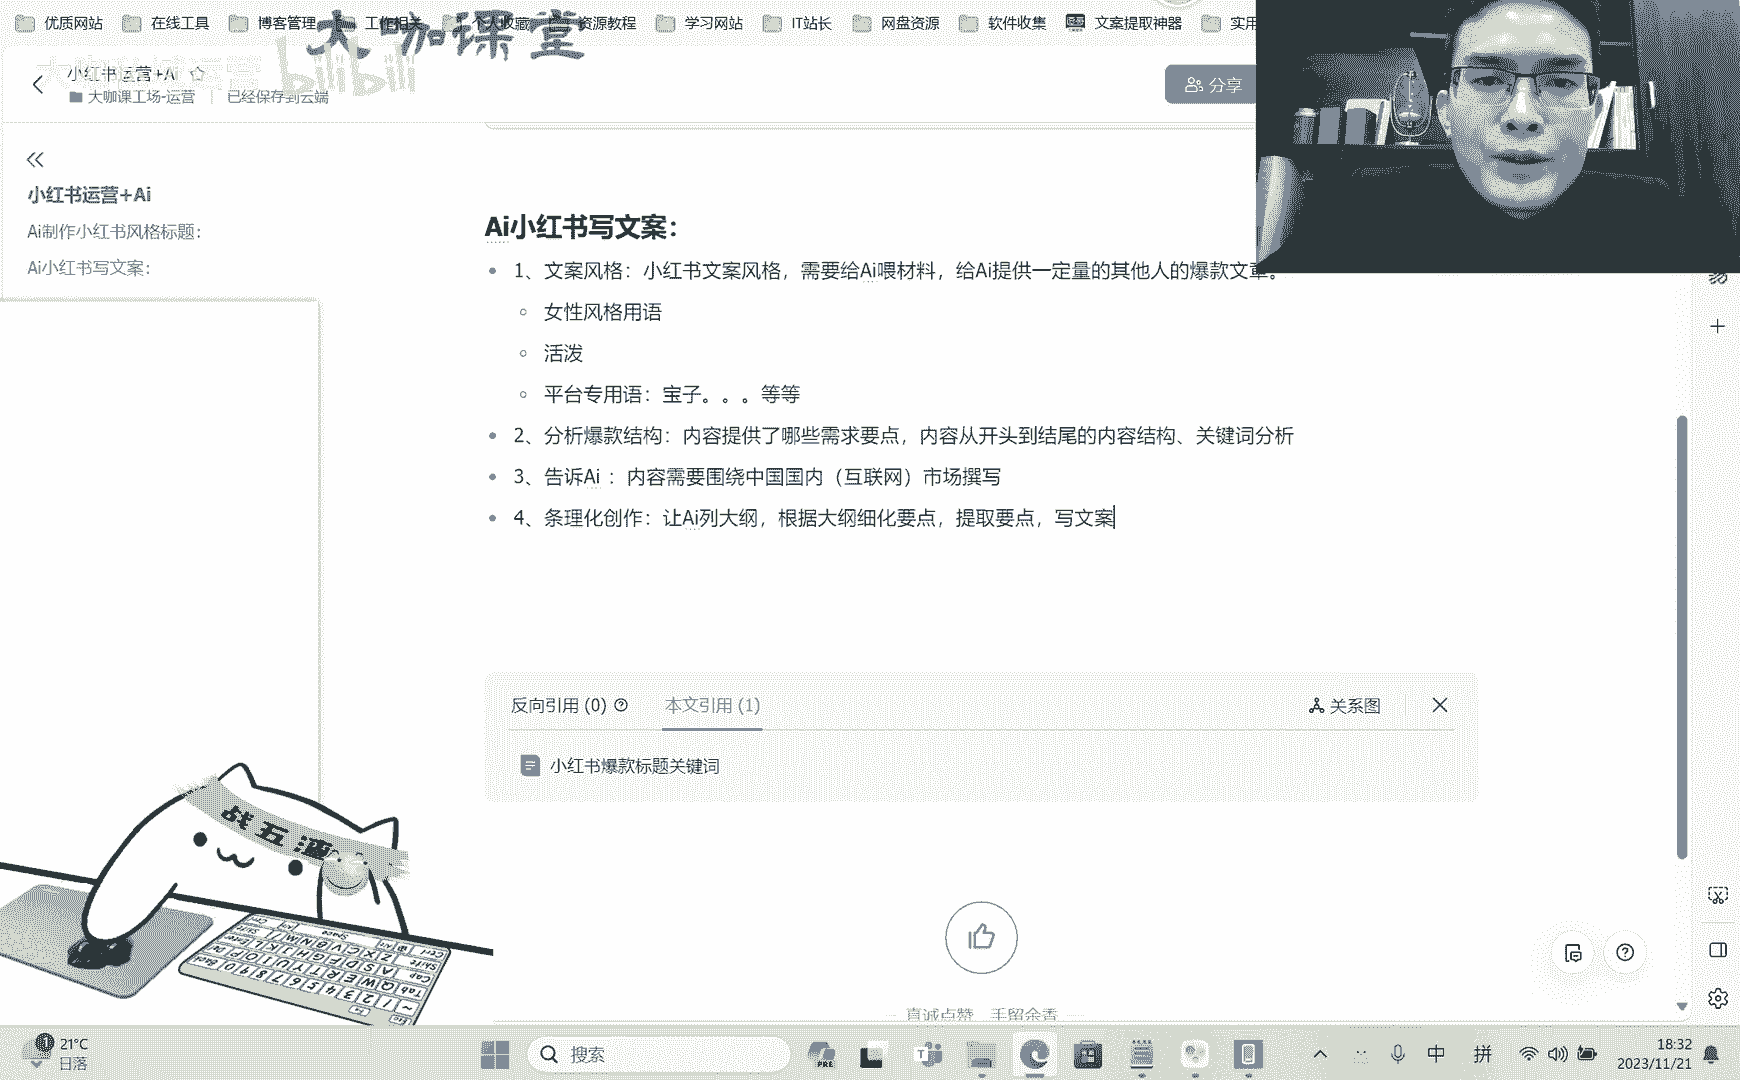 优质网站
在线工具
博客管理
工作相关
个人收藏
资源教程
学习网站
IT站长
网盘资源
软件收集
文案提取神器
大咖课堂
bilibili
小红书运营+Ai
大咖课工场-运营 | 已经保存到云端
分享
小红书运营+Ai
Ai制作小红书风格标题：
Ai小红书写文案：
Ai小红书写文案：
1、文案风格：小红书文案风格，需要给Ai喂材料，给Ai提供一定量的其他人的爆款文章。
女性风格用语
活泼
平台专用语：宝子。。。等等
2、分析爆款结构：内容提供了哪些需求要点，内容从开头到结尾的内容结构、关键词分析
3、告诉Ai ：内容需要围绕中国国内（互联网）市场撰写
4、条理化创作：让Ai列大纲，根据大纲细化要点，提取要点，写文案
反向引用 (0)
本文引用 (1)
关系图
小红书爆款标题关键词
战五渣
真诚点赞，手留余香
21°C
日落
搜索
PRE
中
拼
18:32
2023/11/21